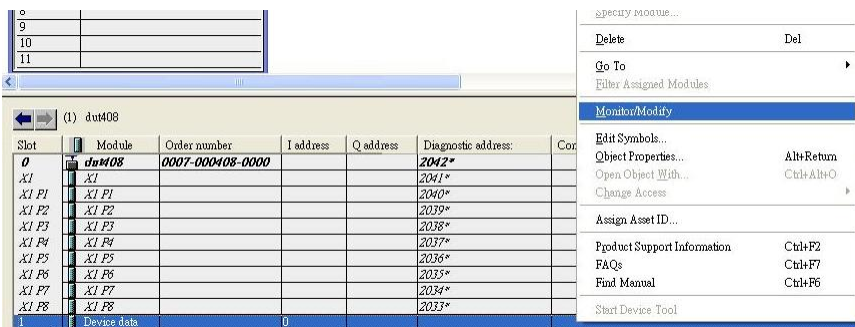 8
9
10
11
(1) dut408
Slot Module Order number I address Q address Diagnostic address: Con
0 dut408 0007-000408-0000 2042*
X1 X1 2041*
X1 P1 X1 P1 2040*
X1 P2 X1 P2 2039*
X1 P3 X1 P3 2038*
X1 P4 X1 P4 2037*
X1 P5 X1 P5 2036*
X1 P6 X1 P6 2035*
X1 P7 X1 P7 2034*
X1 P8 X1 P8 2033*
1 Device data 0
Specify Module...
Delete Del
Go To
Filter Assigned Modules
Monitor/Modify
Edit Symbols...
Object Properties... Alt+Return
Open Object With... Ctrl+Alt+O
Change Access
Assign Asset ID...
Product Support Information Ctrl+F2
FAQs Ctrl+F7
Find Manual Ctrl+F6
Start Device Tool